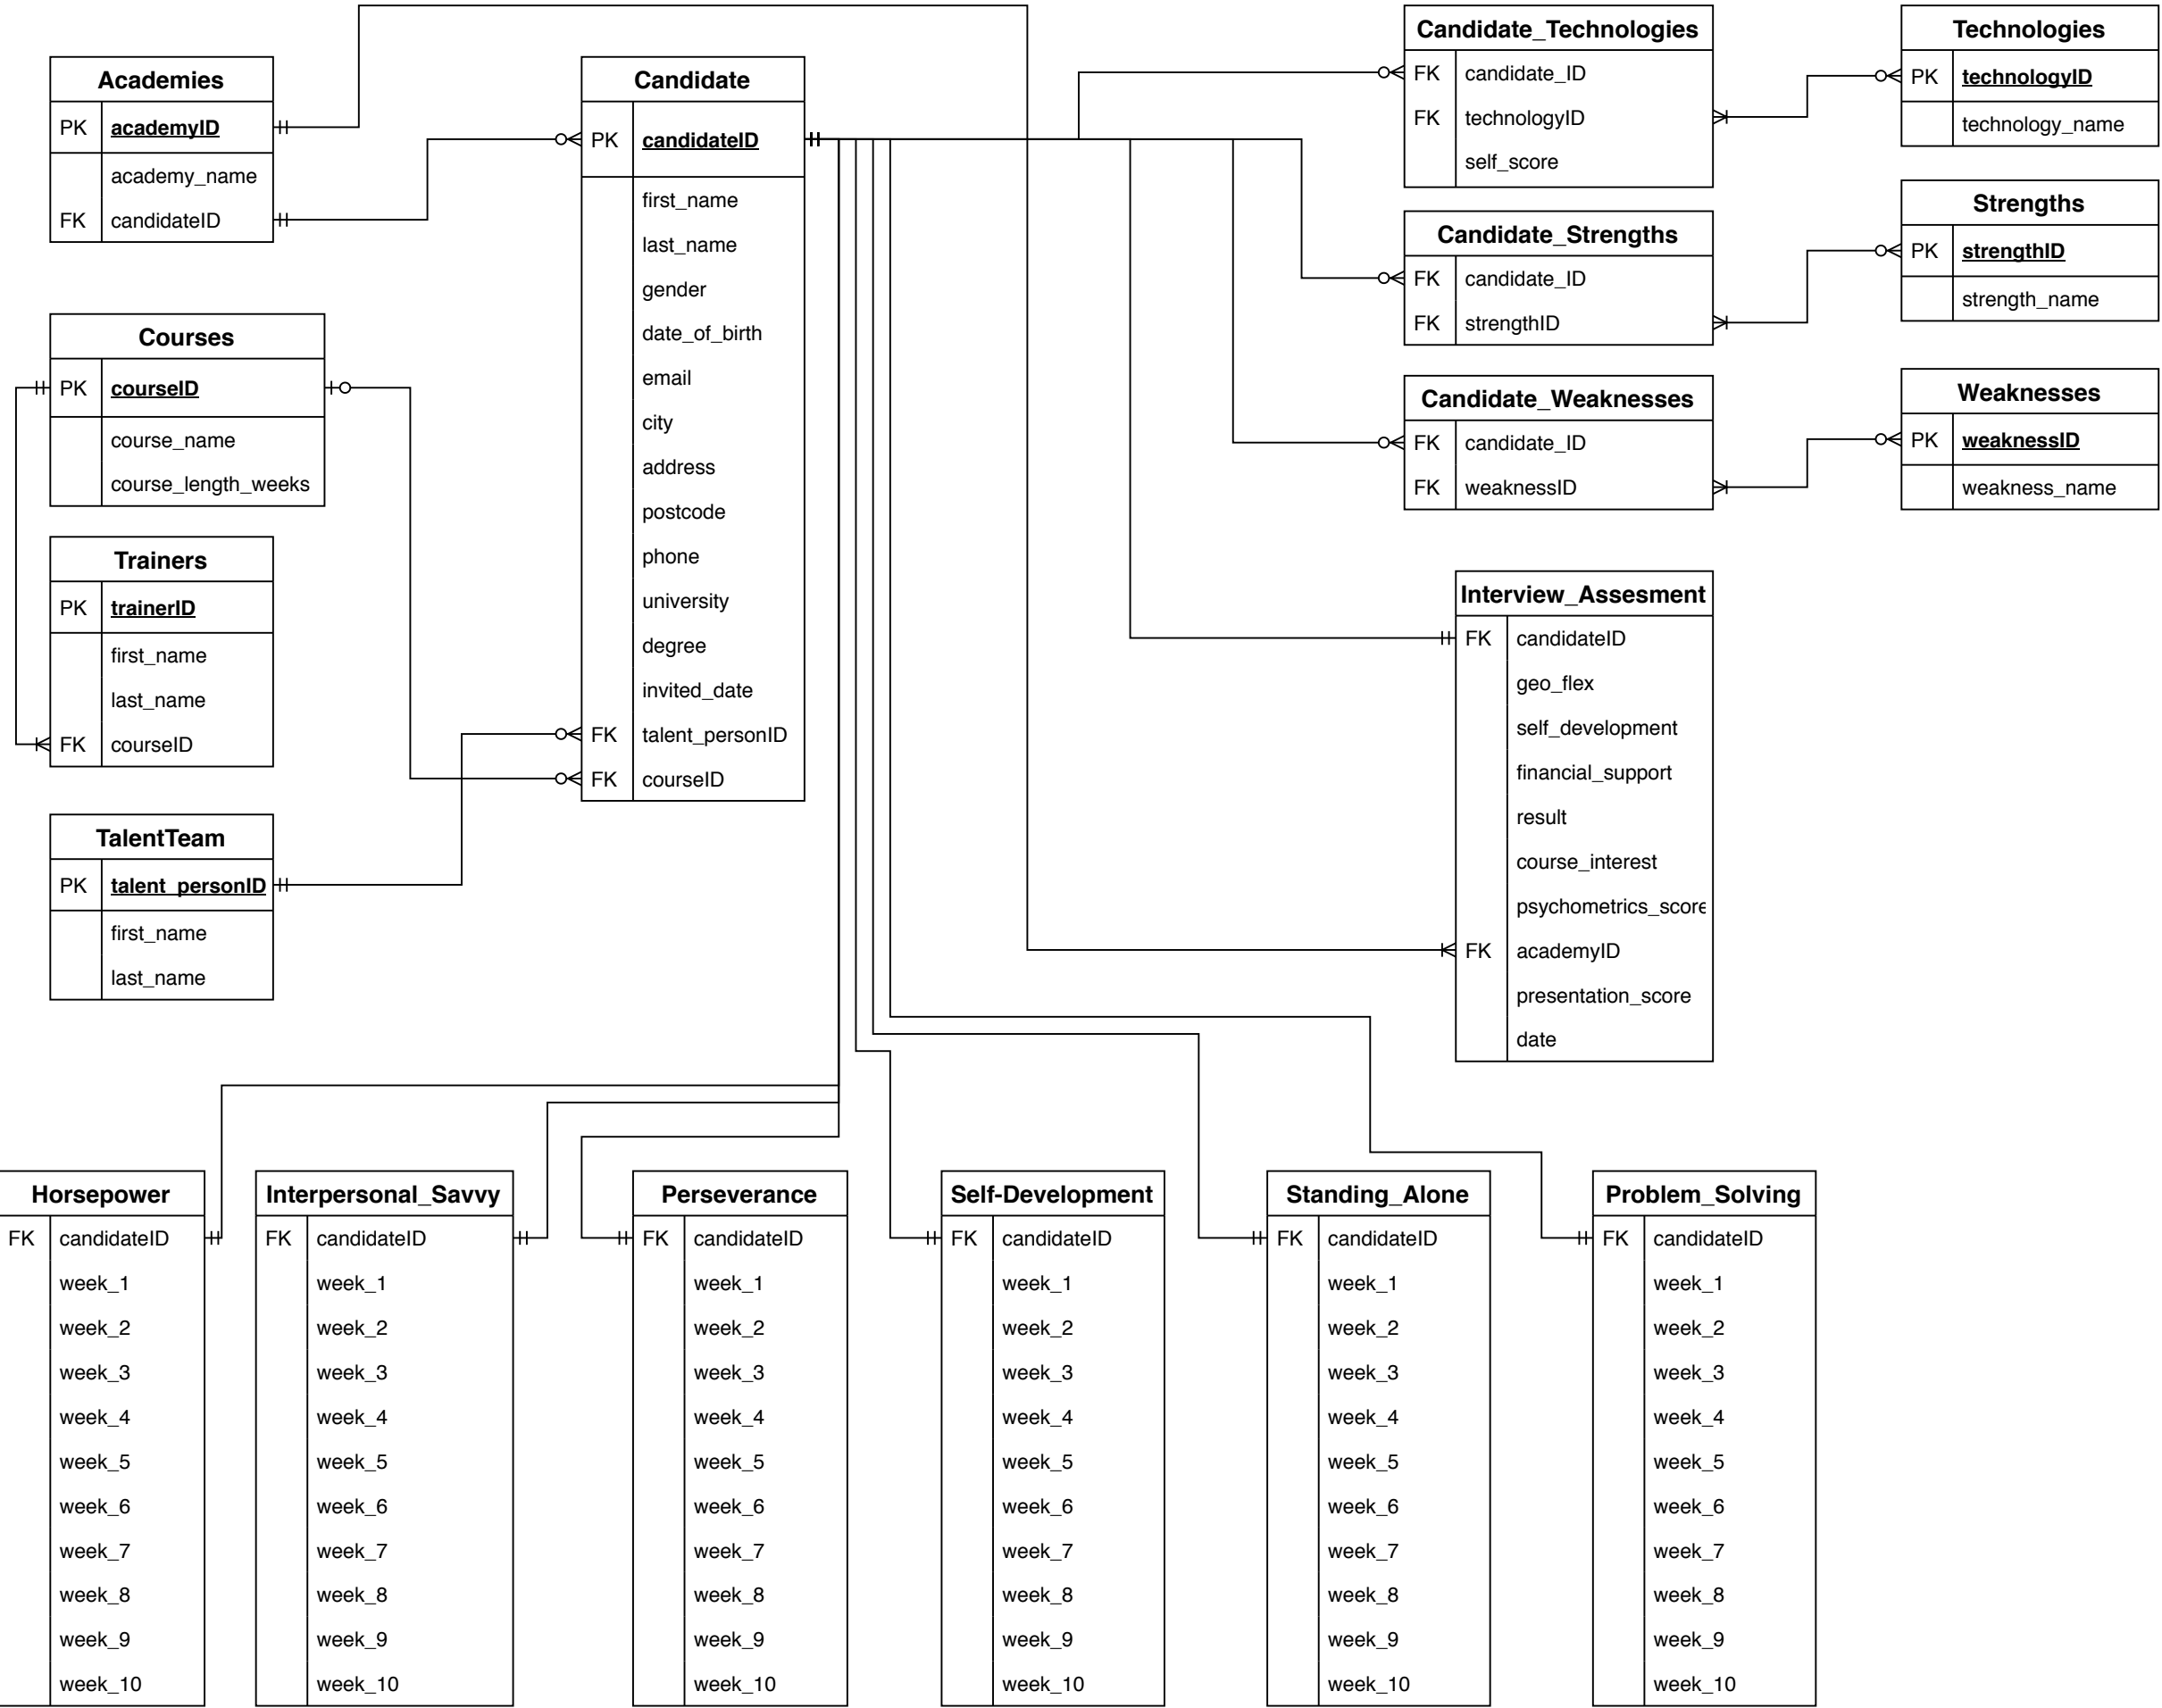 Academies
PK academyID
academy_name
FK candidateID
Courses
PK courseID
course_name
course_length_weeks
Trainers
PK trainerID
first_name
last_name
FK courseID
TalentTeam
PK talent_personID
first_name
last_name
Candidate
PK candidateID
first_name
last_name
gender
date_of_birth
email
city
address
postcode
phone
university
degree
invited_date
FK talent_personID
FK courseID
Candidate_Technologies
FK candidate_ID
FK technologyID
self_score
Technologies
PK technologyID
technology_name
Candidate_Strengths
FK candidate_ID
FK strengthID
Strengths
PK strengthID
strength_name
Candidate_Weaknesses
FK candidate_ID
FK weaknessID
Weaknesses
PK weaknessID
weakness_name
Interview_Assesment
FK candidateID
geo_flex
self_development
financial_support
result
course_interest
psychometrics_score
FK academyID
presentation_score
date
Horsepower
FK candidateID
week_1
week_2
week_3
week_4
week_5
week_6
week_7
week_8
week_9
week_10
Interpersonal_Savvy
FK candidateID
week_1
week_2
week_3
week_4
week_5
week_6
week_7
week_8
week_9
week_10
Perseverance
FK candidateID
week_1
week_2
week_3
week_4
week_5
week_6
week_7
week_8
week_9
week_10
Self-Development
FK candidateID
week_1
week_2
week_3
week_4
week_5
week_6
week_7
week_8
week_9
week_10
Standing_Alone
FK candidateID
week_1
week_2
week_3
week_4
week_5
week_6
week_7
week_8
week_9
week_10
Problem_Solving
FK candidateID
week_1
week_2
week_3
week_4
week_5
week_6
week_7
week_8
week_9
week_10